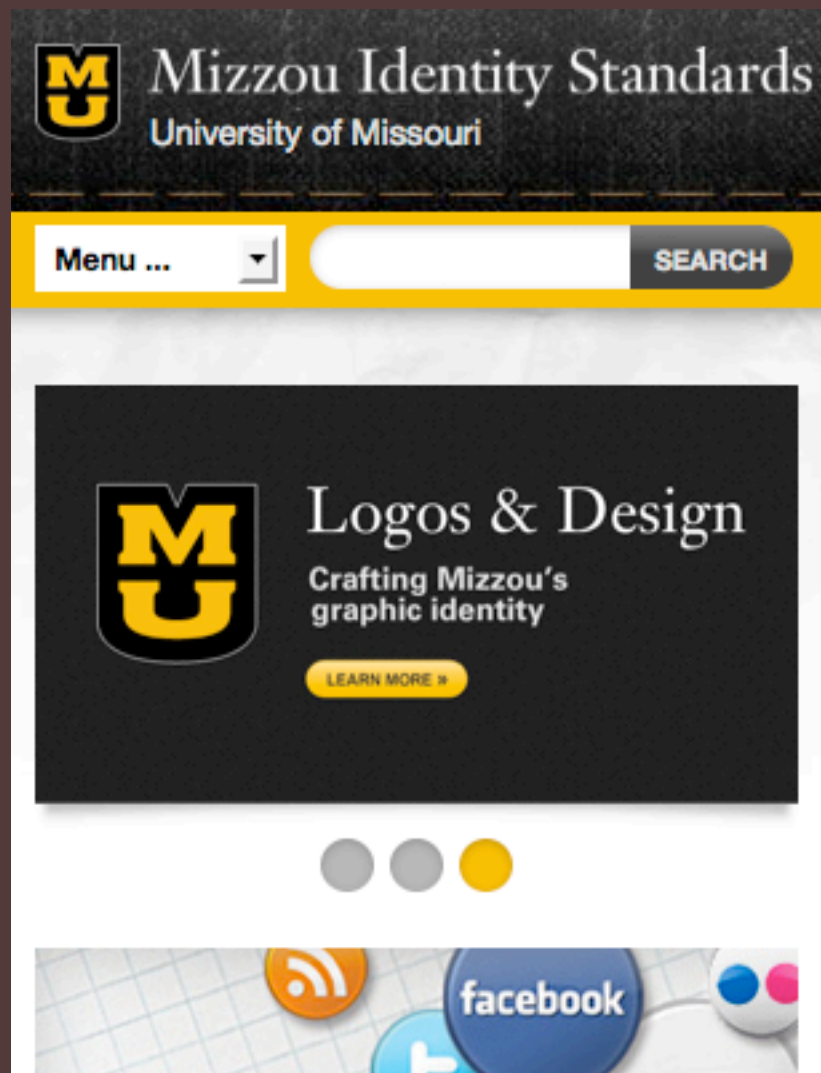 MU
Mizzou Identity Standards
University of Missouri
Menu ...
SEARCH
MU
Logos & Design
Crafting Mizzou's
graphic identity
LEARN MORE »
facebook
t